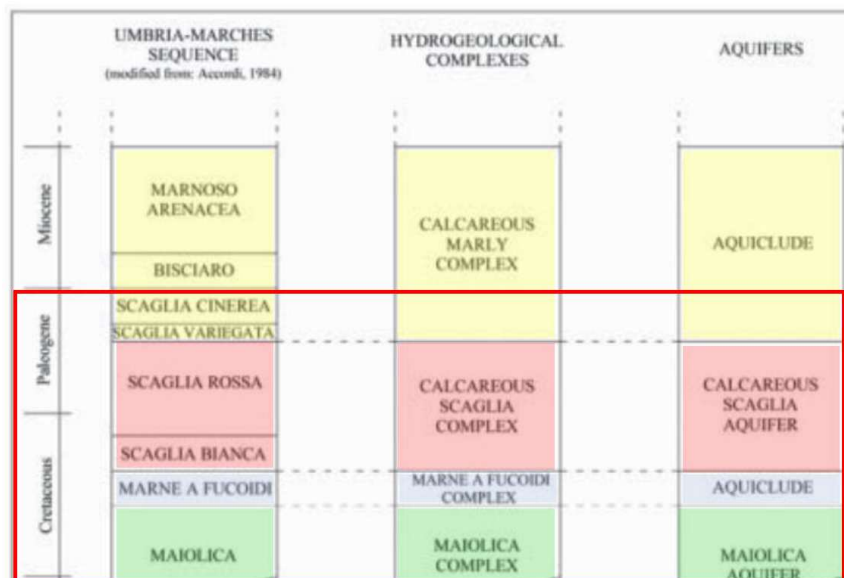 UMBRIA-MARCHES
SEQUENCE
(modified from: Accordi, 1984)
HYDROGEOLOGICAL
COMPLEXES
AQUIFERS
Miocene
MARNOSO
ARENACEA
BISCIARO
CALCAREOUS
MARLY
COMPLEX
AQUICLUDE
Paleogene
SCAGLIA CINEREA
SCAGLIA VARIEGATA
SCAGLIA ROSSA
CALCAREOUS
SCAGLIA
COMPLEX
CALCAREOUS
SCAGLIA
AQUIFER
Cretaceous
SCAGLIA BIANCA
MARNE A FUCOIDI
MARNE A FUCOIDI
COMPLEX
AQUICLUDE
MAIOLICA
MAIOLICA
COMPLEX
MAIOLICA
AQUIFER